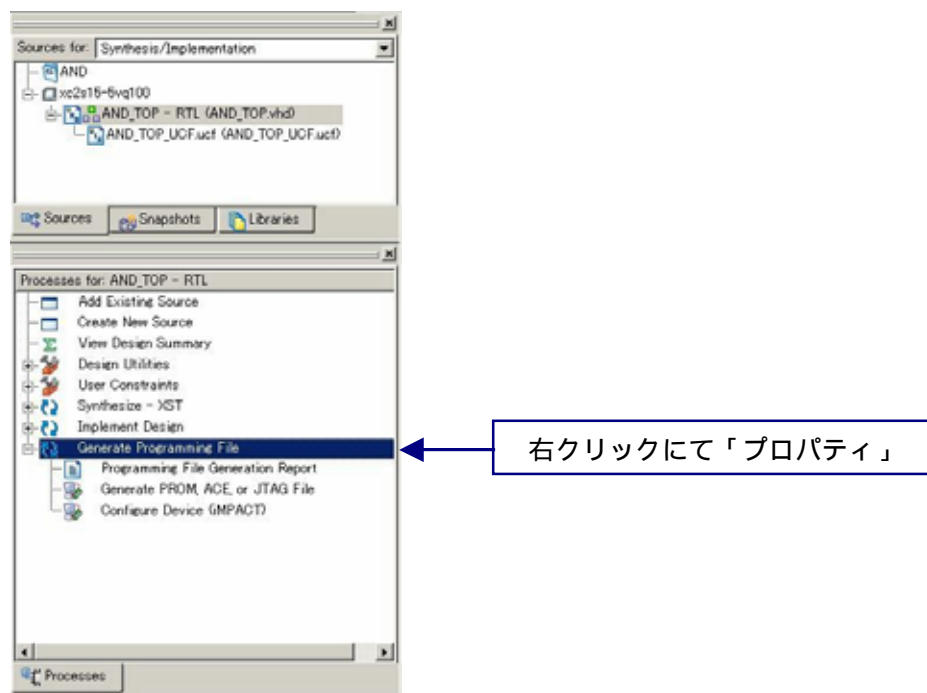 Sources for: Synthesis/Implementation
AND
xc2s15-6vq100
AND_TOP - RTL (AND_TOP.vhd)
AND_TOP_UCF.ucf (AND_TOP_UCF.ucf)
Sources
Snapshots
Libraries
Processes for: AND_TOP - RTL
Add Existing Source
Create New Source
View Design Summary
Design Utilities
User Constraints
Synthesize - XST
Implement Design
Generate Programming File
右クリックにて「プロパティ」
Programming File Generation Report
Generate PROM, ACE, or JTAG File
Configure Device (iMPACT)
Processes